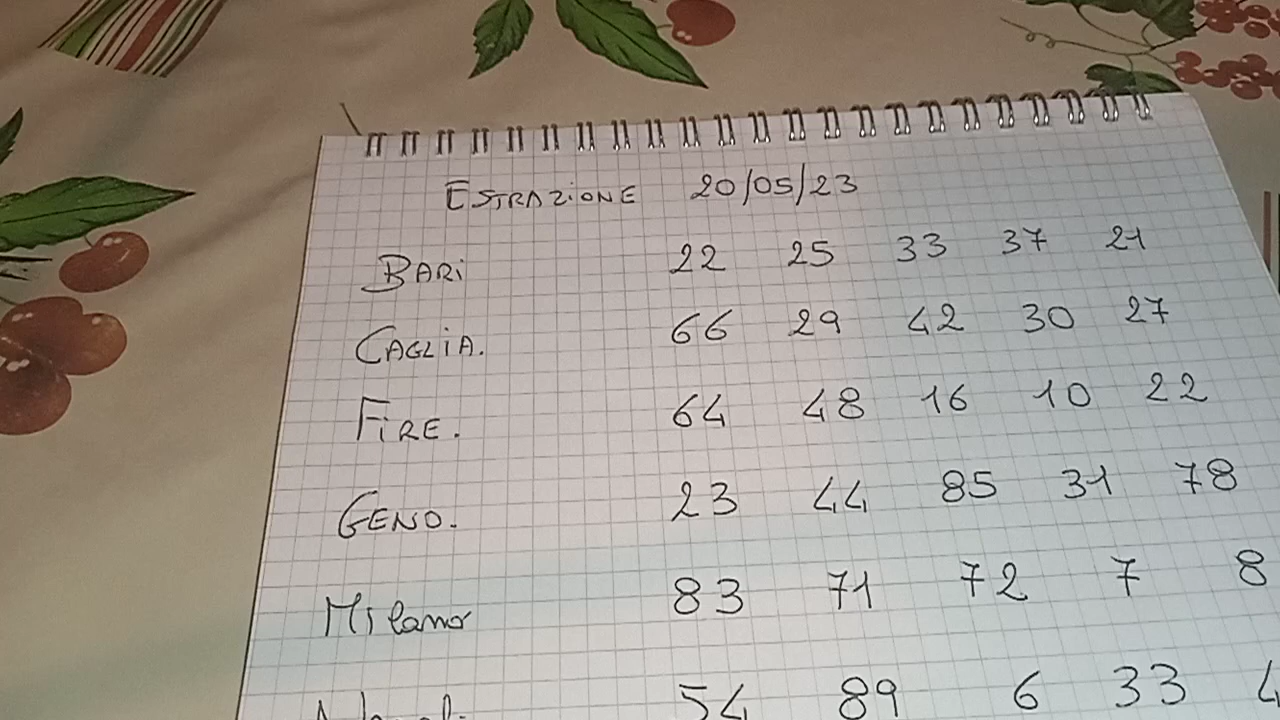 ESTRAZIONE 20/05/23
BARI 22 25 33 37 21
CAGLIA. 66 29 42 30 27
FIRE. 64 48 16 10 22
GENO. 23 44 85 31 78
Milano 83 71 72 7 8
54 89 6 33